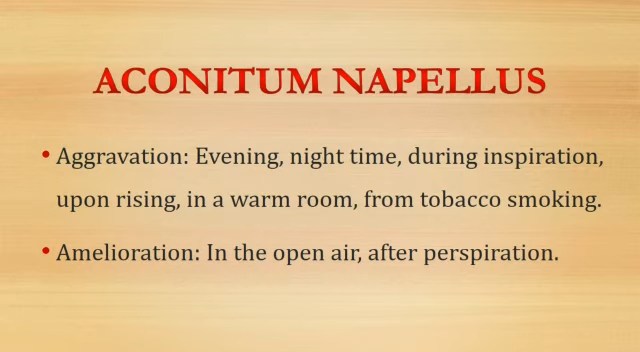 ACONITUM NAPELLUS
• Aggravation: Evening, night time, during inspiration,
upon rising, in a warm room, from tobacco smoking.
• Amelioration: In the open air, after perspiration.